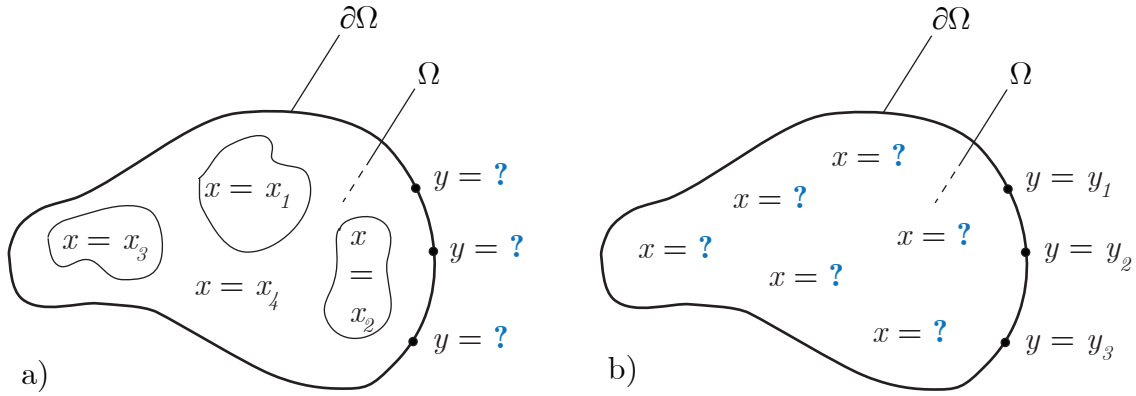 ∂Ω
Ω
x = x₁
y = ?
x = x₃
x
=
x₂
y = ?
x = x₄
y = ?
a)
∂Ω
Ω
x = ?
x = ?
y = y₁
x = ?
x = ?
y = y₂
x = ?
x = ?
y = y₃
b)